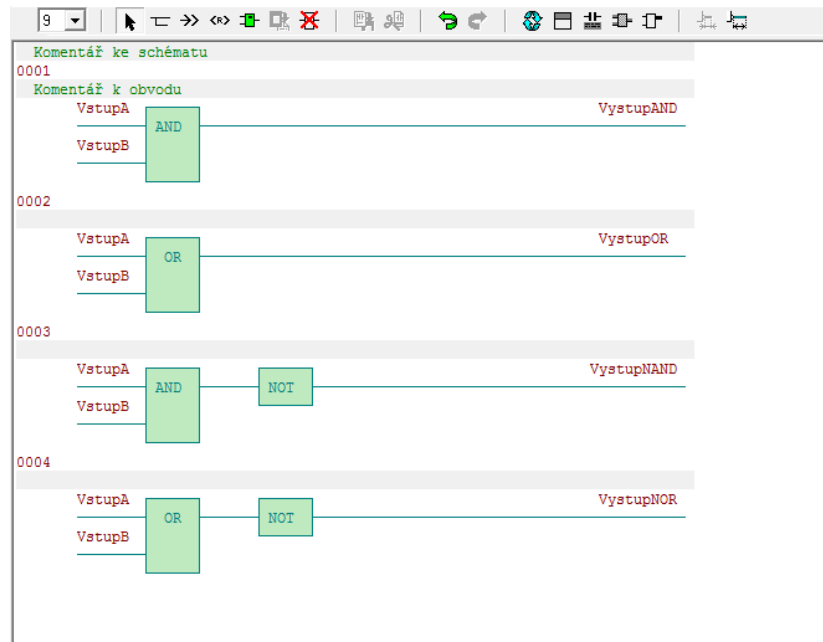 9
<R>
Komentář ke schématu
0001
Komentář k obvodu
VstupA VystupAND
AND
VstupB
0002
VstupA VystupOR
OR
VstupB
0003
VstupA VystupNAND
AND NOT
VstupB
0004
VstupA VystupNOR
OR NOT
VstupB